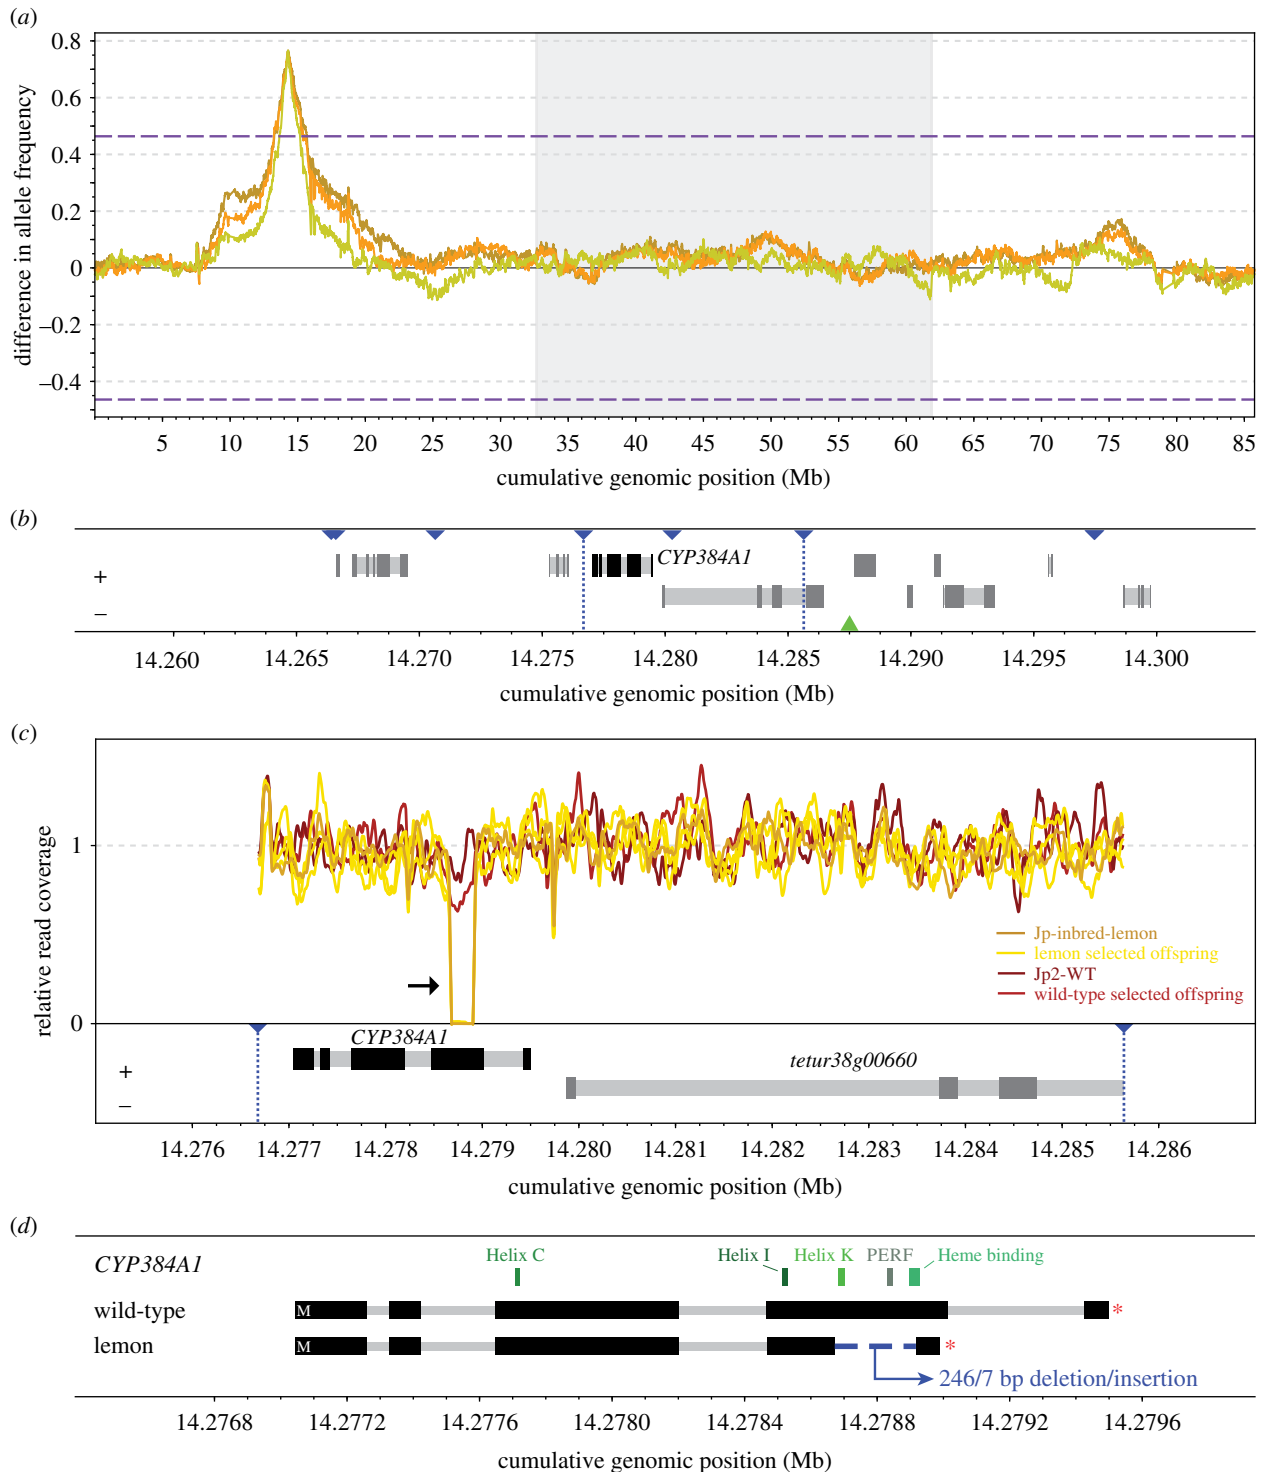 (a)
0.8
0.6
0.4
0.2
0
–0.2
–0.4
difference in allele frequency
5 10 15 20 25 30 35 40 45 50 55 60 65 70 75 80 85
cumulative genomic position (Mb)
(b)
CYP384A1
+
–
14.260 14.265 14.270 14.275 14.280 14.286 14.290 14.295 14.300
cumulative genomic position (Mb)
(c)
relative read coverage
1
0
Jp-inbred-lemon
lemon selected offspring
Jp2-WT
wild-type selected offspring
CYP384A1
tetur38g00660
+
–
14.276 14.277 14.278 14.279 14.280 14.281 14.282 14.283 14.284 14.285 14.286
cumulative genomic position (Mb)
(d)
CYP384A1
Helix C Helix I Helix K PERF Heme binding
wild-type M *
lemon M *
246/7 bp deletion/insertion
14.2768 14.2772 14.2776 14.2780 14.2784 14.2788 14.2792 14.2796
cumulative genomic position (Mb)